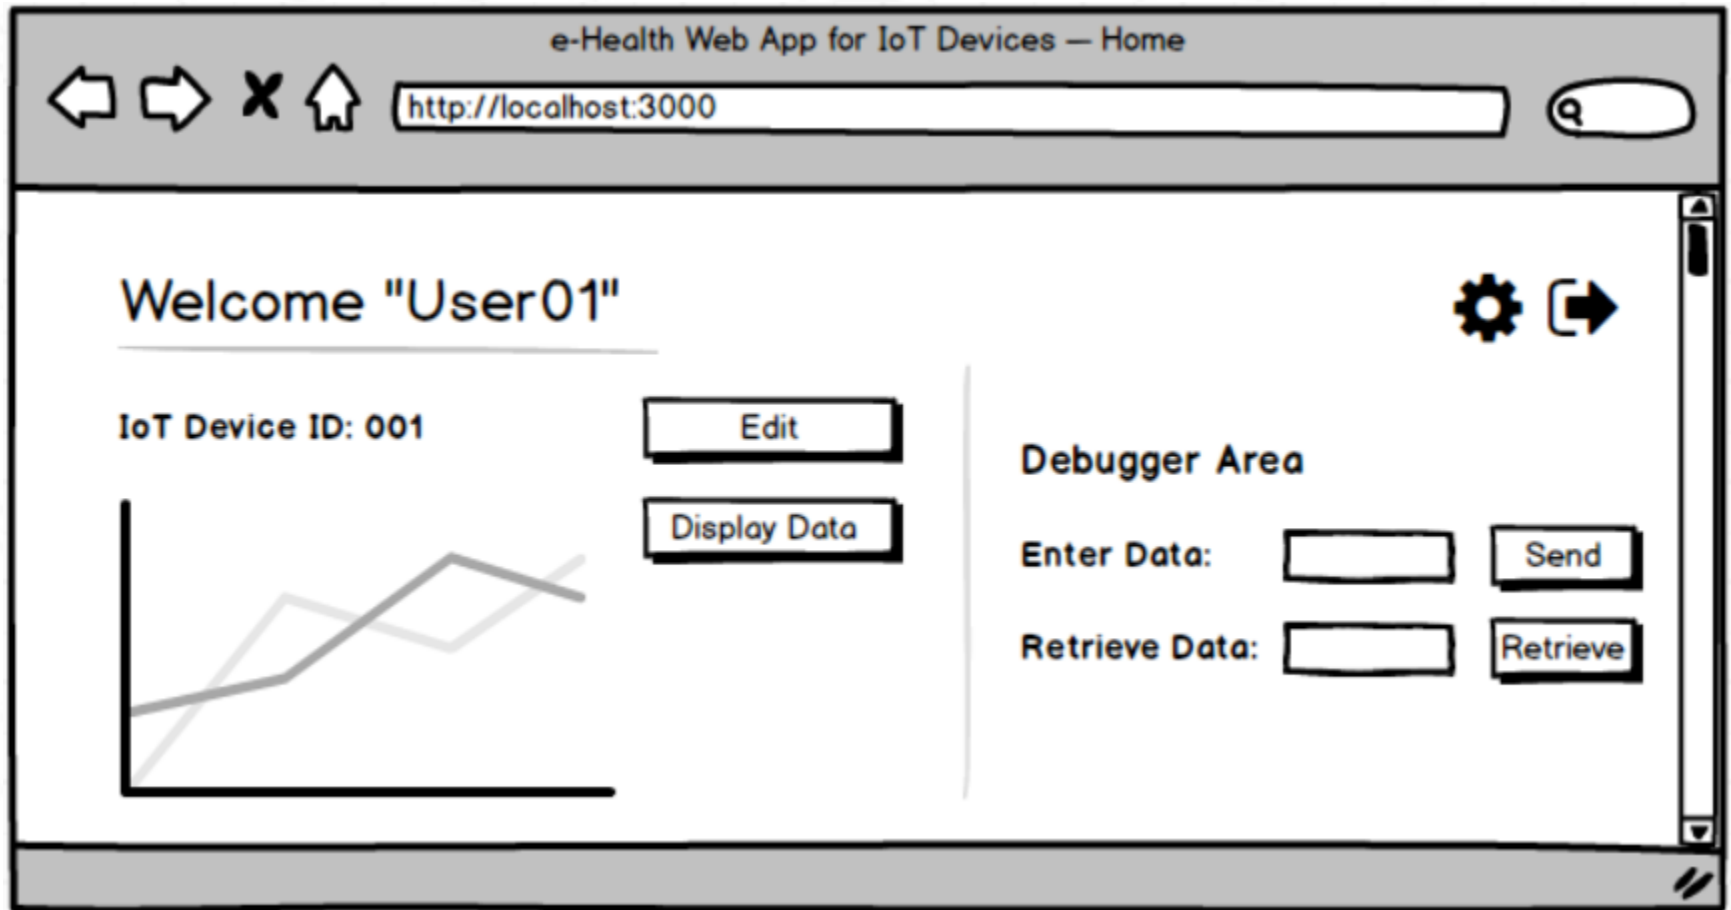 e-Health Web App for IoT Devices — Home
http://localhost:3000
Welcome "User01"
IoT Device ID: 001
Edit
Display Data
Debugger Area
Enter Data:
Send
Retrieve Data:
Retrieve